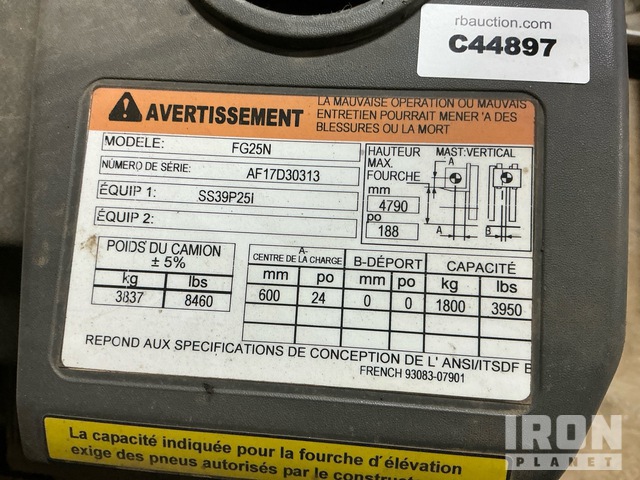 rbauction.com
C44897
AVERTISSEMENT
LA MAUVAISE OPERATION OU MAUVAIS
ENTRETIEN POURRAIT MENER 'A DES
BLESSURES OU LA MORT
MODELE: FG25N
NÚMERO DE SÉRIE: AF17D30313
ÉQUIP 1: SS39P25I
ÉQUIP 2:
HAUTEUR MAX. FOURCHE
mm
4790
po
188
MAST:VERTICAL
A
A B
POIDS DU CAMION
± 5%
kg lbs
3837 8460
A-
CENTRE DE LA CHARGE B-DÉPORT CAPACITÉ
mm po mm po kg lbs
600 24 0 0 1800 3950
REPOND AUX SPECIFICATIONS DE CONCEPTION DE L' ANSI/ITSDF B
FRENCH 93083-07901
La capacité indiquée pour la fourche d'élévation
exige des pneus autorisés par le constr
IRON
PLANET